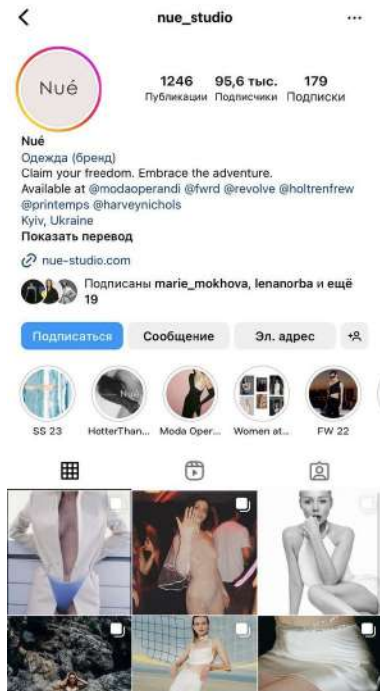 nue_studio
Nué
1246 95,6 тыс. 179
Публикации Подписчики Подписки
Nué
Одежда (бренд)
Claim your freedom. Embrace the adventure.
Available at @modaoperandi @fwrd @revolve @holtrenfrew
@printemps @harveynichols
Kyiv, Ukraine
Показать перевод
nue-studio.com
Подписаны marie_mokhova, lenanorba и ещё
19
Подписаться Сообщение Эл. адрес
SS 23 HotterThan... Moda Oper... Women at... FW 22